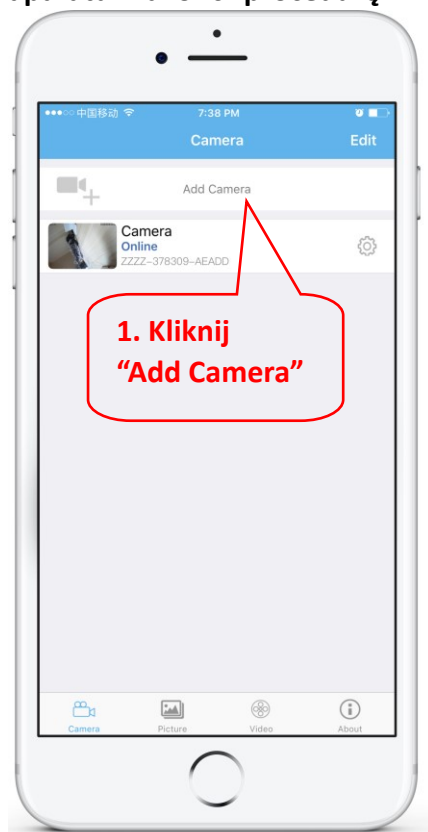 中国移动 7:38 PM
Camera Edit
Add Camera
Camera
Online
ZZZZ-378309-AEADD
1. Kliknij
“Add Camera”
Camera Picture Video About